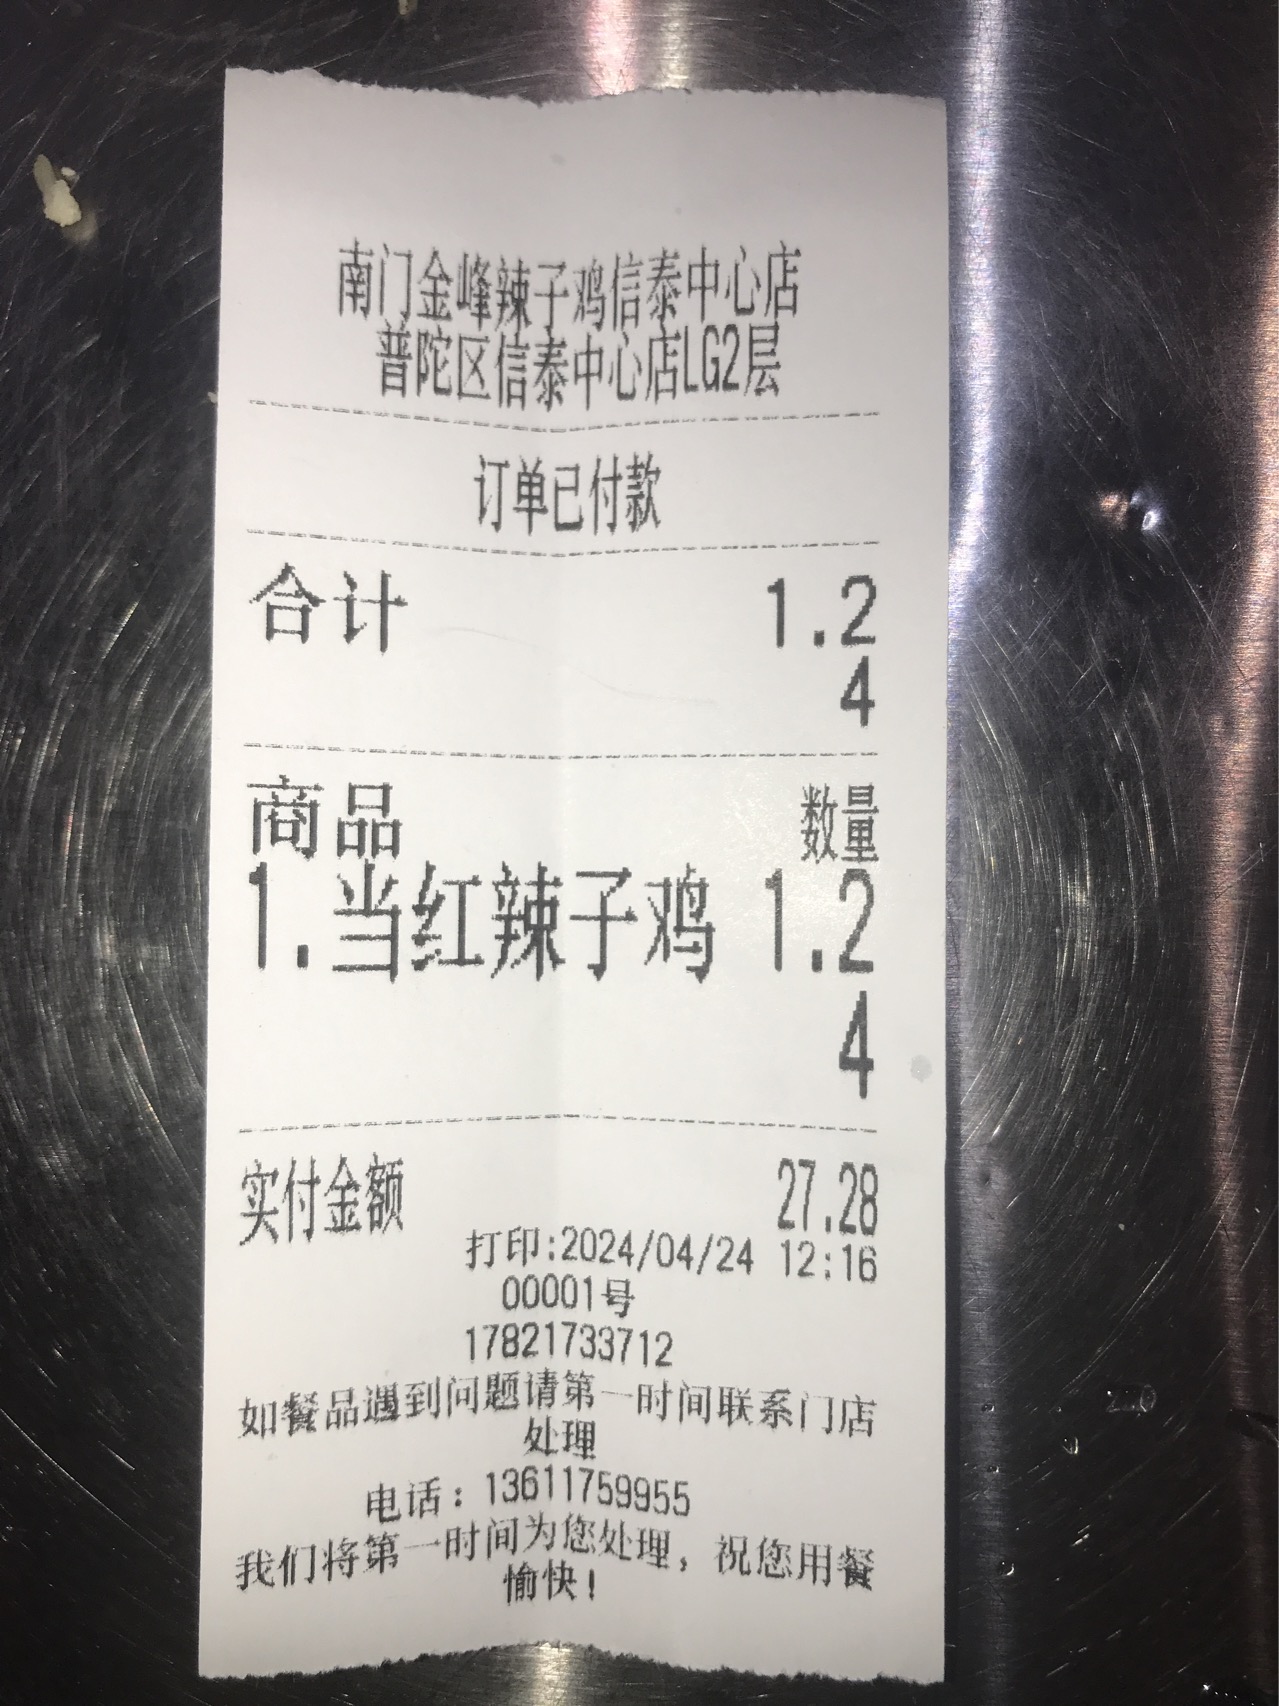 南门金峰辣子鸡信泰中心店
普陀区信泰中心店LG2层
订单已付款
合计 1.2
4
商品 数量
1.当红辣子鸡 1.2
4
实付金额 27.28
打印:2024/04/24 12:16
00001号
17821733712
如餐品遇到问题请第一时间联系门店
处理
电话：13611759955
我们将第一时间为您处理，祝您用餐
愉快！